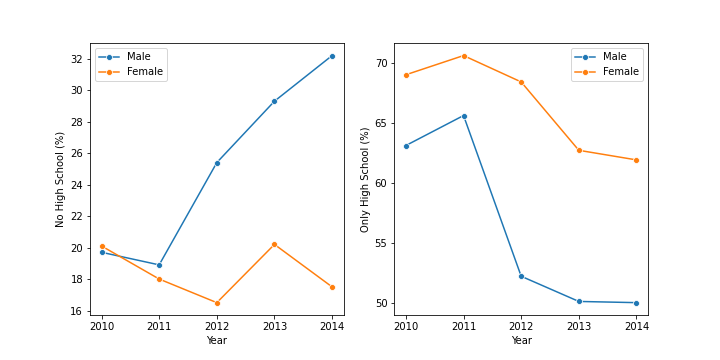 No High School (%)
32
30
28
26
24
22
20
18
16
Male
Female
2010 2011 2012 2013 2014
Year
Only High School (%)
70
65
60
55
50
Male
Female
2010 2011 2012 2013 2014
Year